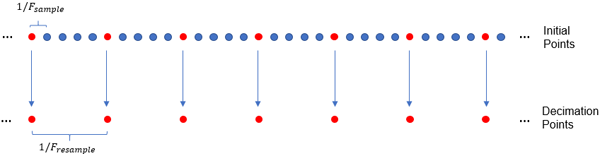 1/F_sample
... ... Initial
Points
... ... Decimation
Points
1/F_resample